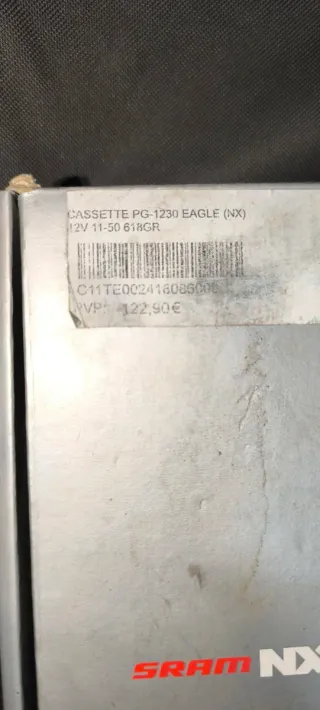 CASSETTE PG-1230 EAGLE (NX)
12V 11-50 618GR
PVP: 122,90€
SRAM NX